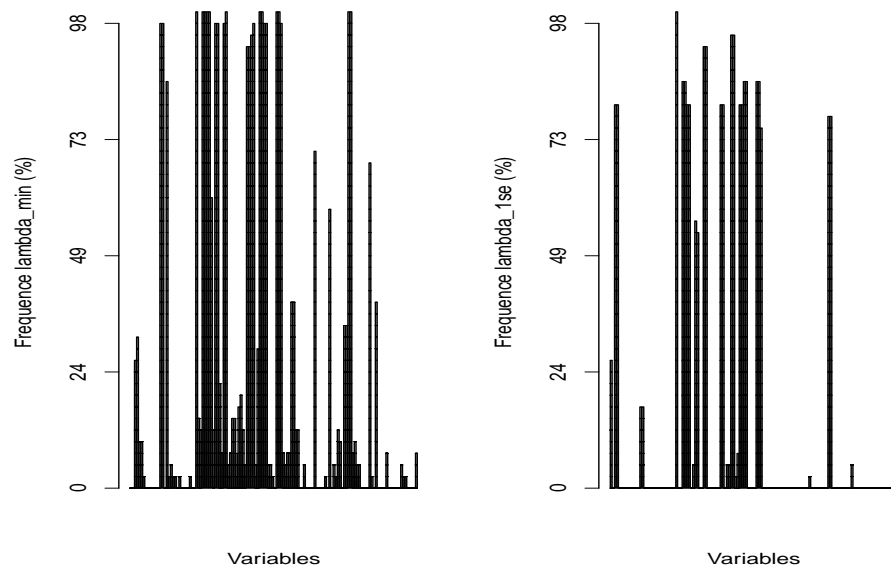 98
73
49
24
0
Frequence lambda_min (%)
Variables
98
73
49
24
0
Frequence lambda_1se (%)
Variables